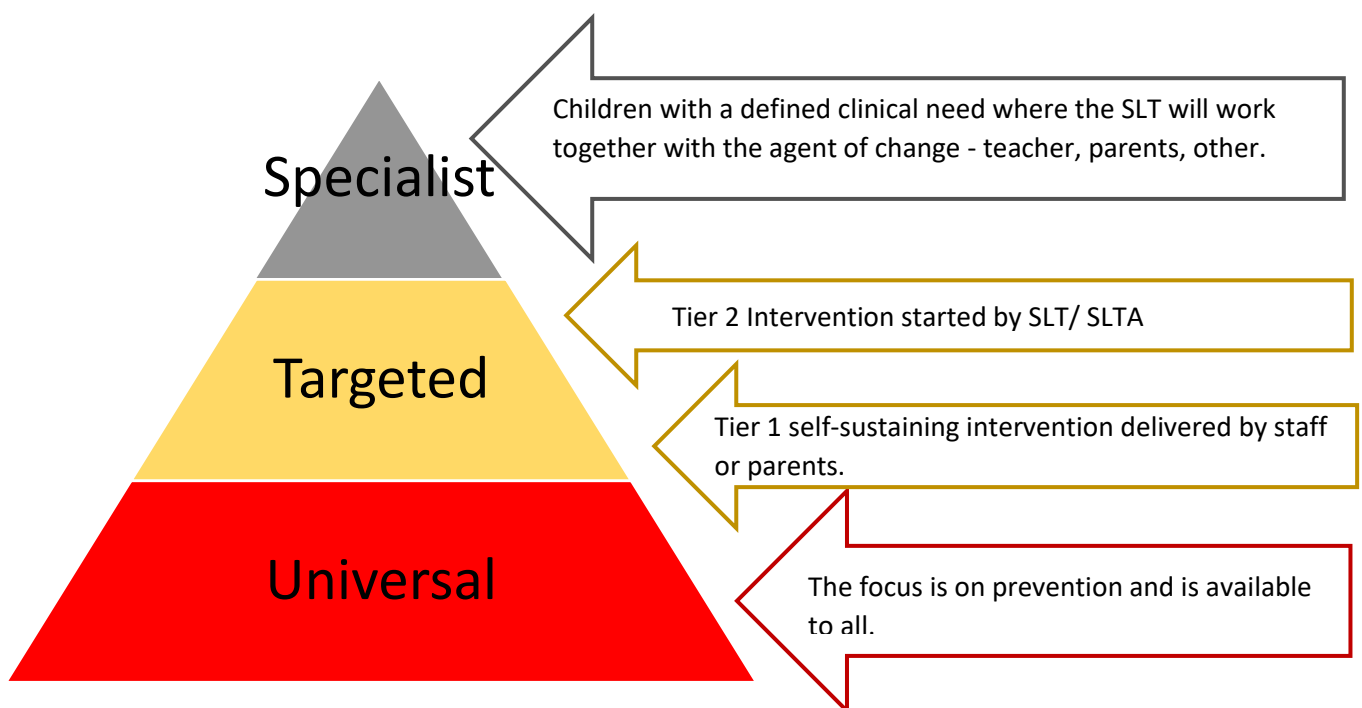 Children with a defined clinical need where the SLT will work
together with the agent of change - teacher, parents, other.
Specialist
Tier 2 Intervention started by SLT/ SLTA
Targeted
Tier 1 self-sustaining intervention delivered by staff
or parents.
Universal
The focus is on prevention and is available
to all.